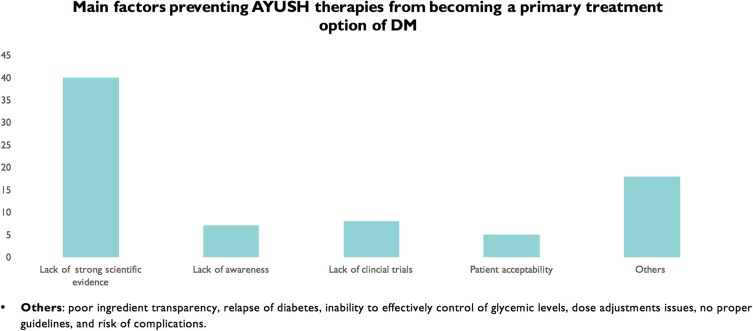 Main factors preventing AYUSH therapies from becoming a primary treatment
option of DM
45
40
35
30
25
20
15
10
5
0
Lack of strong scientific
evidence
Lack of awareness
Lack of clincial trials
Patient acceptability
Others
• Others: poor ingredient transparency, relapse of diabetes, inability to effectively control of glycemic levels, dose adjustments issues, no proper
guidelines, and risk of complications.